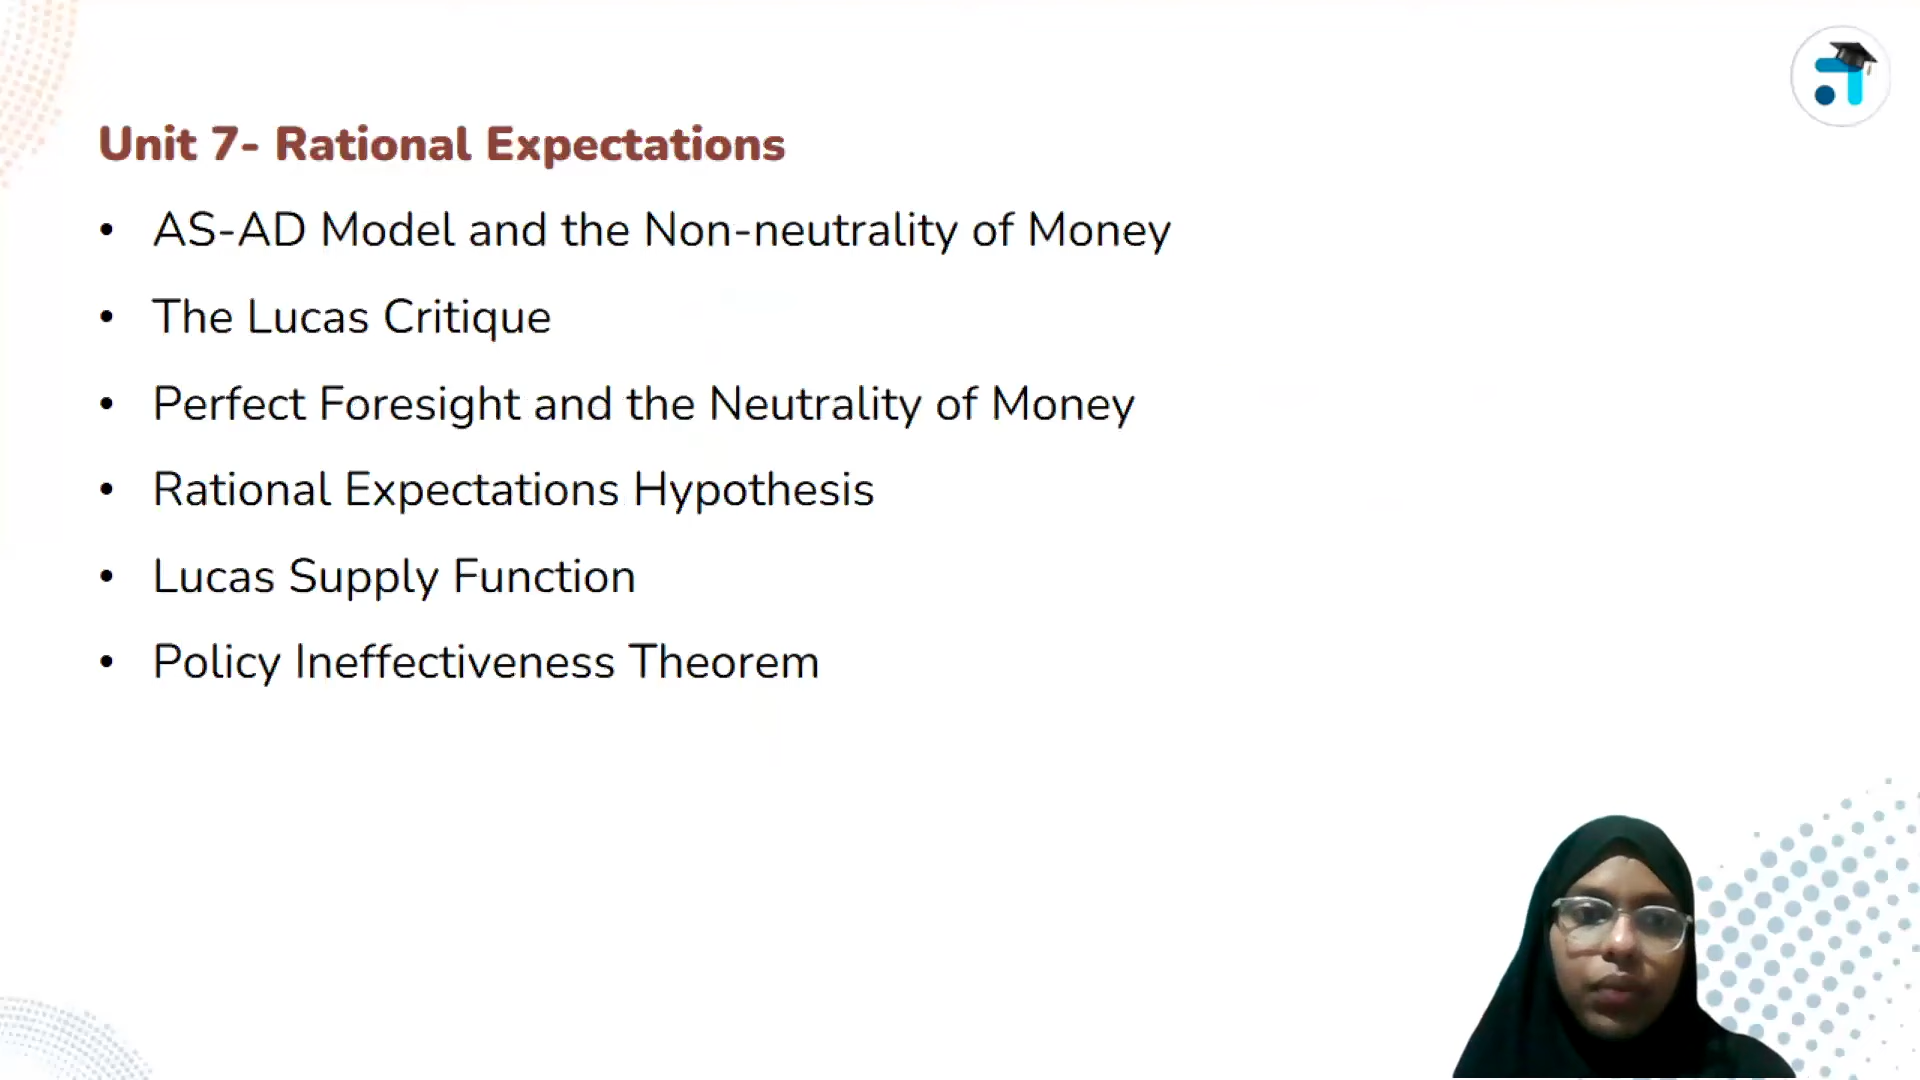 Unit 7- Rational Expectations
• AS-AD Model and the Non-neutrality of Money
• The Lucas Critique
• Perfect Foresight and the Neutrality of Money
• Rational Expectations Hypothesis
• Lucas Supply Function
• Policy Ineffectiveness Theorem